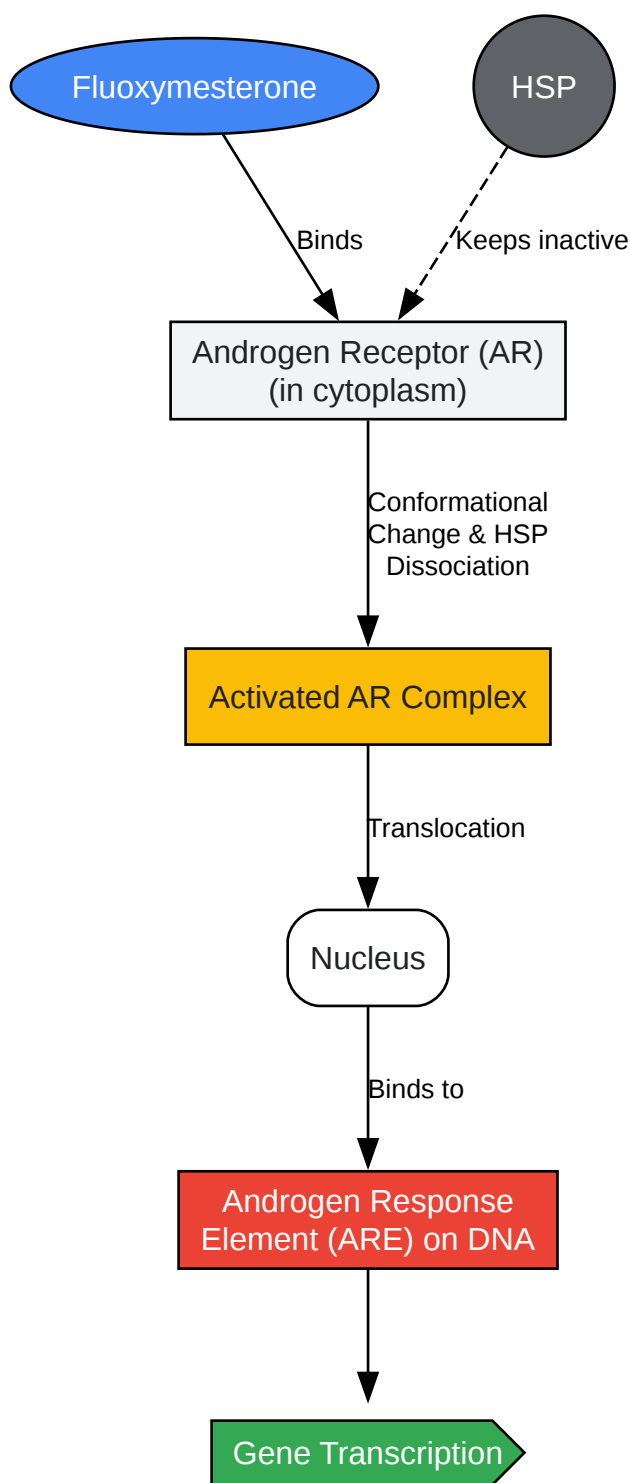 Fluoxymesterone
HSP
Binds
Keeps inactive
Androgen Receptor (AR)
(in cytoplasm)
Conformational
Change & HSP
Dissociation
Activated AR Complex
Translocation
Nucleus
Binds to
Androgen Response
Element (ARE) on DNA
Gene Transcription